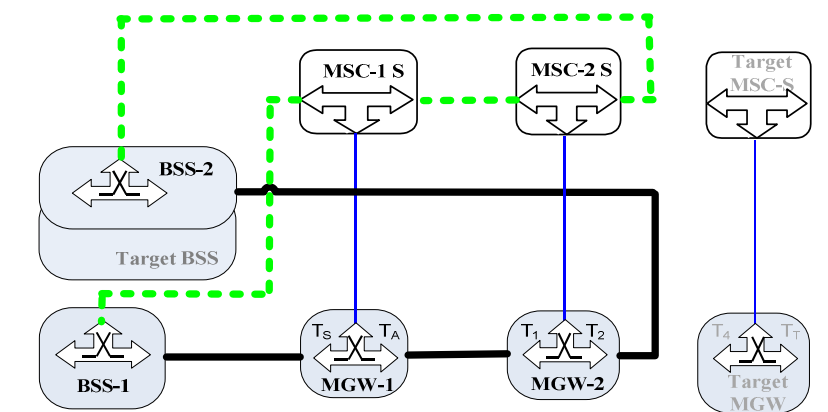 Target
MSC-S
MSC-1 S
MSC-2 S
BSS-2
Target BSS
TS
TA
T1
T2
T4
TT
BSS-1
MGW-1
MGW-2
Target
MGW